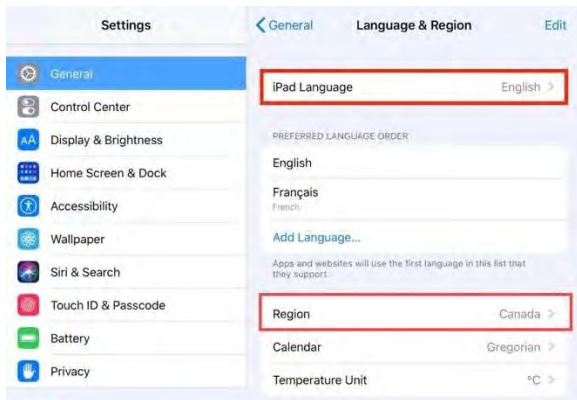 Settings
General
Control Center
AA Display & Brightness
Home Screen & Dock
Accessibility
Wallpaper
Siri & Search
Touch ID & Passcode
Battery
Privacy
General
Language & Region
Edit
iPad Language English
PREFERRED LANGUAGE ORDER
English
Français
French
Add Language...
Apps and websites will use the first language in this list that
they support.
Region Canada
Calendar Gregorian
Temperature Unit °C